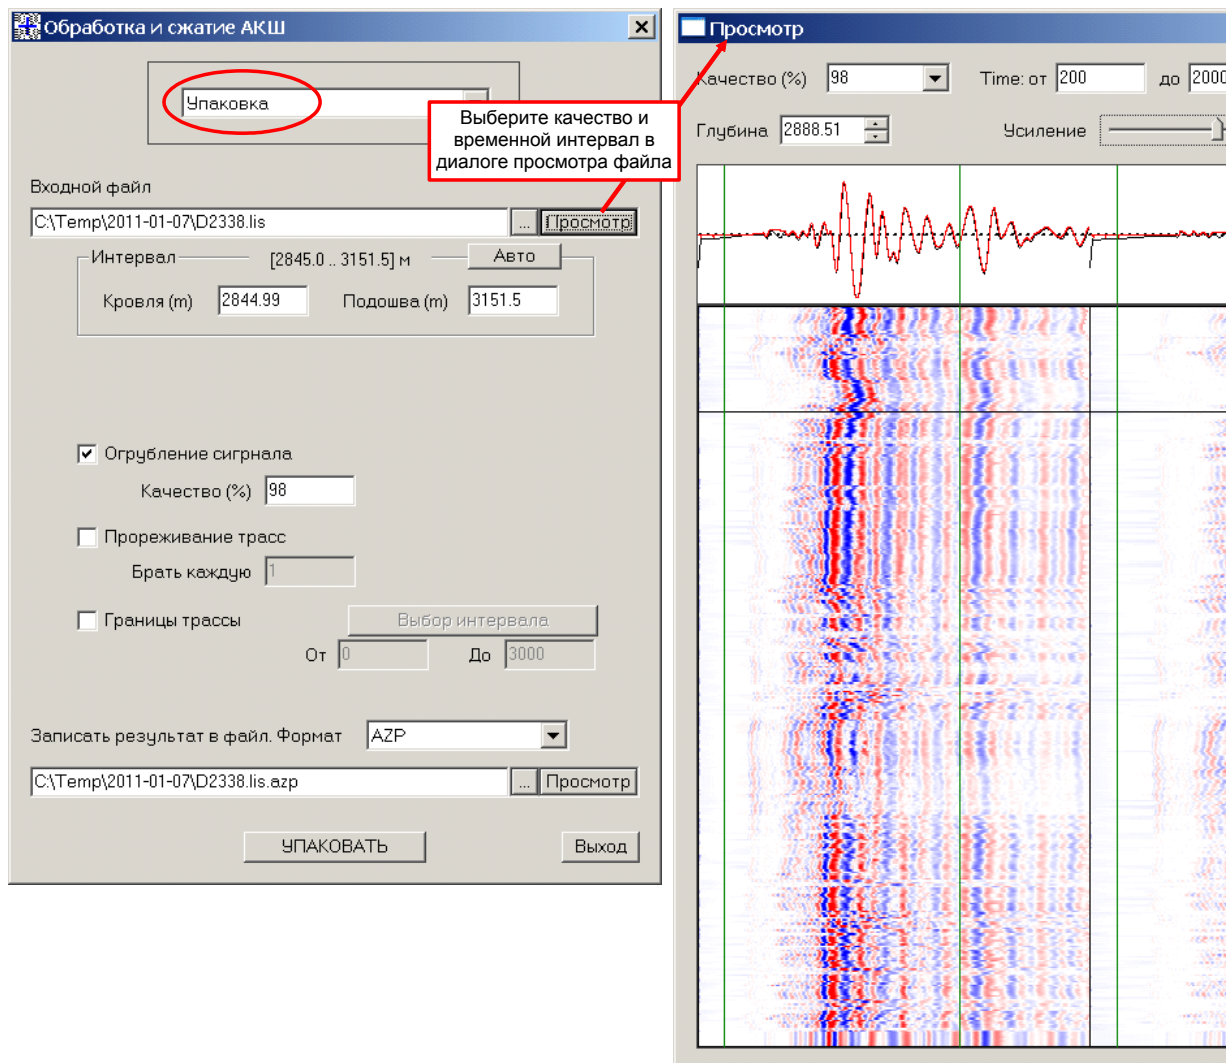 Обработка и сжатие АКШ
Упаковка
Выберите качество и
временной интервал в
диалоге просмотра файла
Входной файл
C:\Temp\2011-01-07\D2338.lis ... Просмотр
Интервал [2845.0 .. 3151.5] м Авто
Кровля (m) 2844.99 Подошва (m) 3151.5
Огрубление сигрнала
Качество (%) 98
Прореживание трасс
Брать каждую 1
Границы трассы Выбор интервала
От 0 До 3000
Записать результат в файл. Формат AZP
C:\Temp\2011-01-07\D2338.lis.azp ... Просмотр
УПАКОВАТЬ Выход
Просмотр
Качество (%) 98 Time: от 200 до 2000
Глубина 2888.51 Усиление